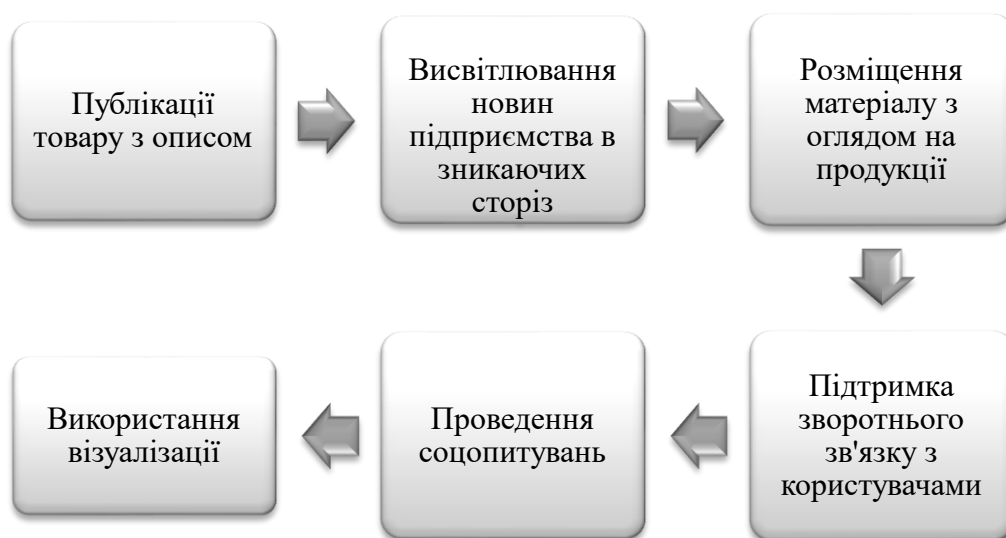 Публікації
товару з описом
Висвітлювання
новин
підприємства в
зникаючих
сторіз
Розміщення
матеріалу з
оглядом на
продукції
Підтримка
зворотнього
зв'язку з
користувачами
Проведення
соцопитувань
Використання
візуалізації